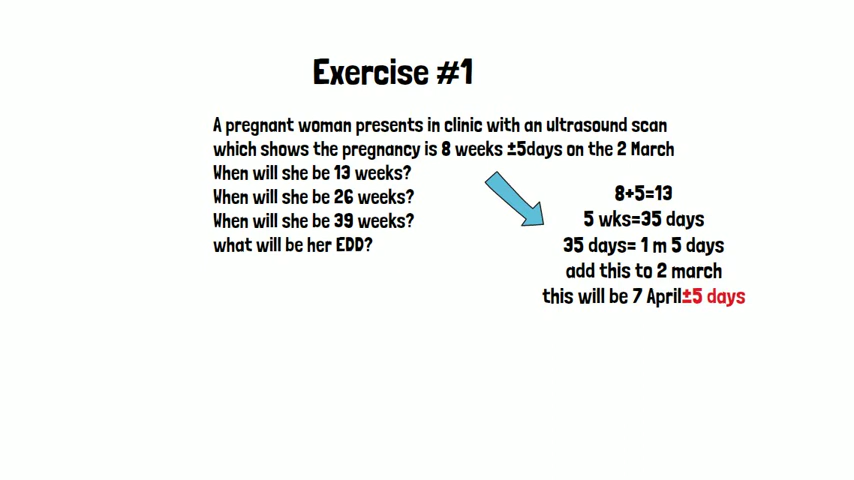 Exercise #1
A pregnant woman presents in clinic with an ultrasound scan
which shows the pregnancy is 8 weeks ±5days on the 2 March
When will she be 13 weeks?
When will she be 26 weeks?
When will she be 39 weeks?
what will be her EDD?
8+5=13
5 wks=35 days
35 days= 1 m 5 days
add this to 2 march
this will be 7 April±5 days